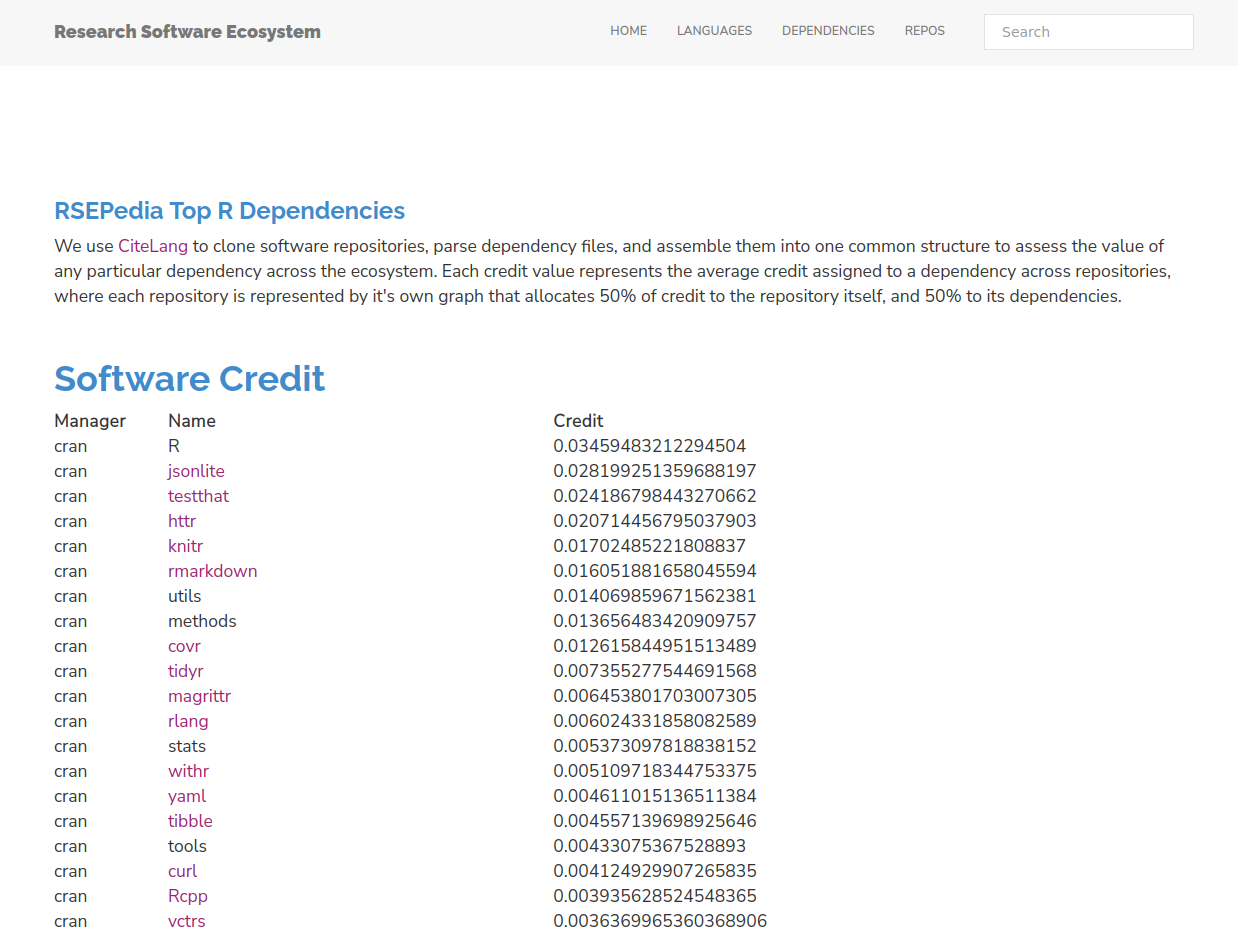 Research Software Ecosystem HOME LANGUAGES DEPENDENCIES REPOS Search
RSEPedia Top R Dependencies
We use CiteLang to clone software repositories, parse dependency files, and assemble them into one common structure to assess the value of
any particular dependency across the ecosystem. Each credit value represents the average credit assigned to a dependency across repositories,
where each repository is represented by it's own graph that allocates 50% of credit to the repository itself, and 50% to its dependencies.
Software Credit
Manager Name Credit
cran R 0.03459483212294504
cran jsonlite 0.028199251359688197
cran testthat 0.024186798443270662
cran httr 0.020714456795037903
cran knitr 0.01702485221808837
cran rmarkdown 0.016051881658045594
cran utils 0.014069859671562381
cran methods 0.013656483420909757
cran covr 0.012615844951513489
cran tidyr 0.007355277544691568
cran magrittr 0.006453801703007305
cran rlang 0.006024331858082589
cran stats 0.005373097818838152
cran withr 0.005109718344753375
cran yaml 0.004611015136511384
cran tibble 0.004557139698925646
cran tools 0.00433075367528893
cran curl 0.004124929907265835
cran Rcpp 0.003935628524548365
cran vctrs 0.0036369965360368906